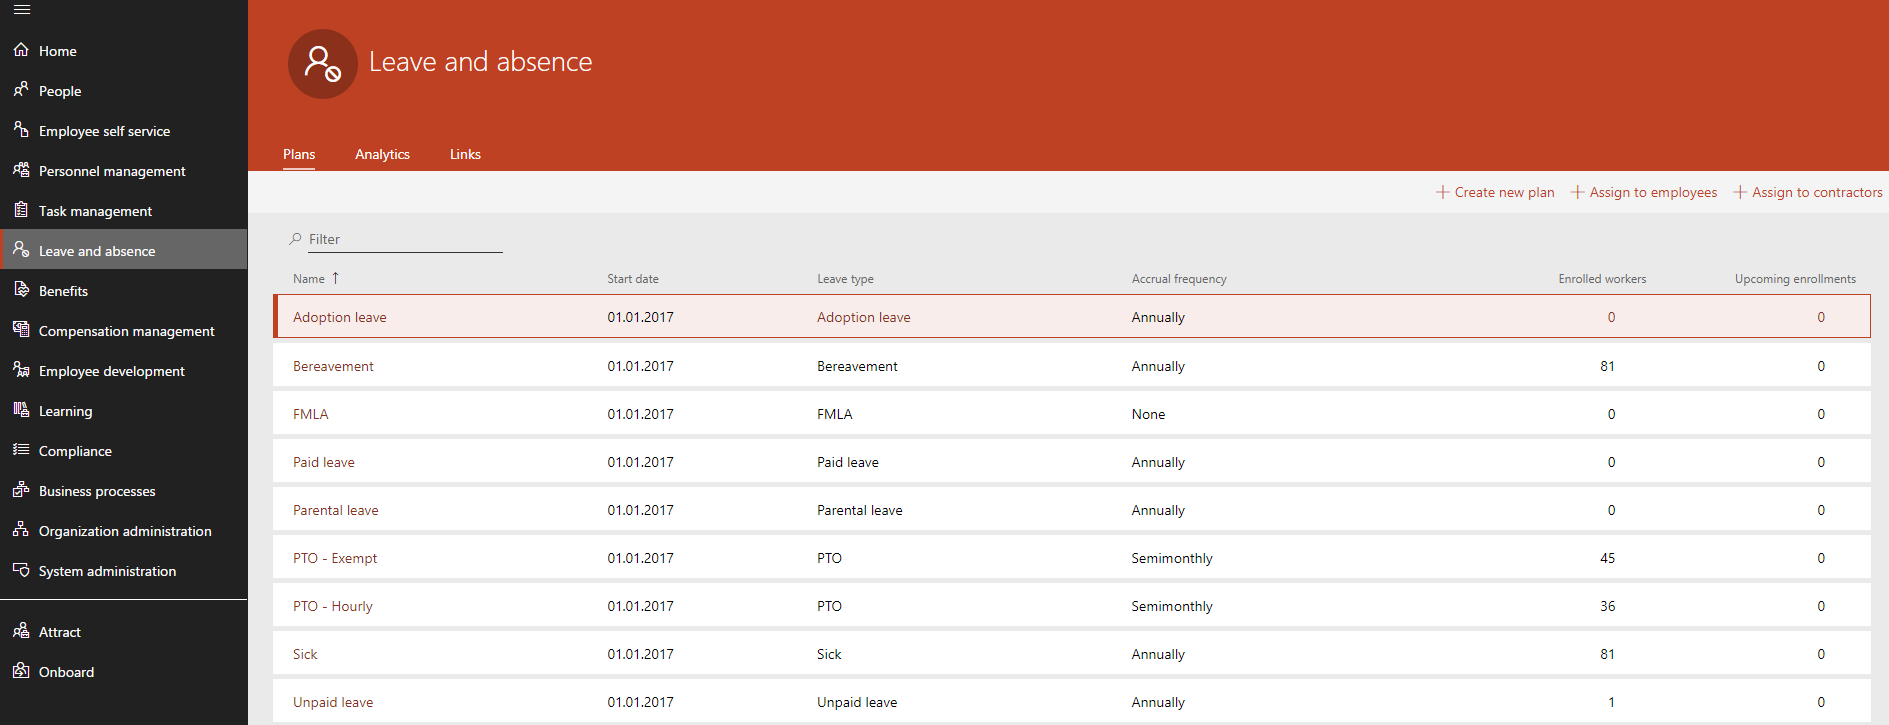 Home
People
Employee self service
Personnel management
Task management
Leave and absence
Benefits
Compensation management
Employee development
Learning
Compliance
Business processes
Organization administration
System administration
Attract
Onboard
Leave and absence
Plans Analytics Links
Create new plan Assign to employees Assign to contractors
Filter
Name Start date Leave type Accrual frequency Enrolled workers Upcoming enrollments
Adoption leave 01.01.2017 Adoption leave Annually 0 0
Bereavement 01.01.2017 Bereavement Annually 81 0
FMLA 01.01.2017 FMLA None 0 0
Paid leave 01.01.2017 Paid leave Annually 0 0
Parental leave 01.01.2017 Parental leave Annually 0 0
PTO - Exempt 01.01.2017 PTO Semimonthly 45 0
PTO - Hourly 01.01.2017 PTO Semimonthly 36 0
Sick 01.01.2017 Sick Annually 81 0
Unpaid leave 01.01.2017 Unpaid leave Annually 1 0